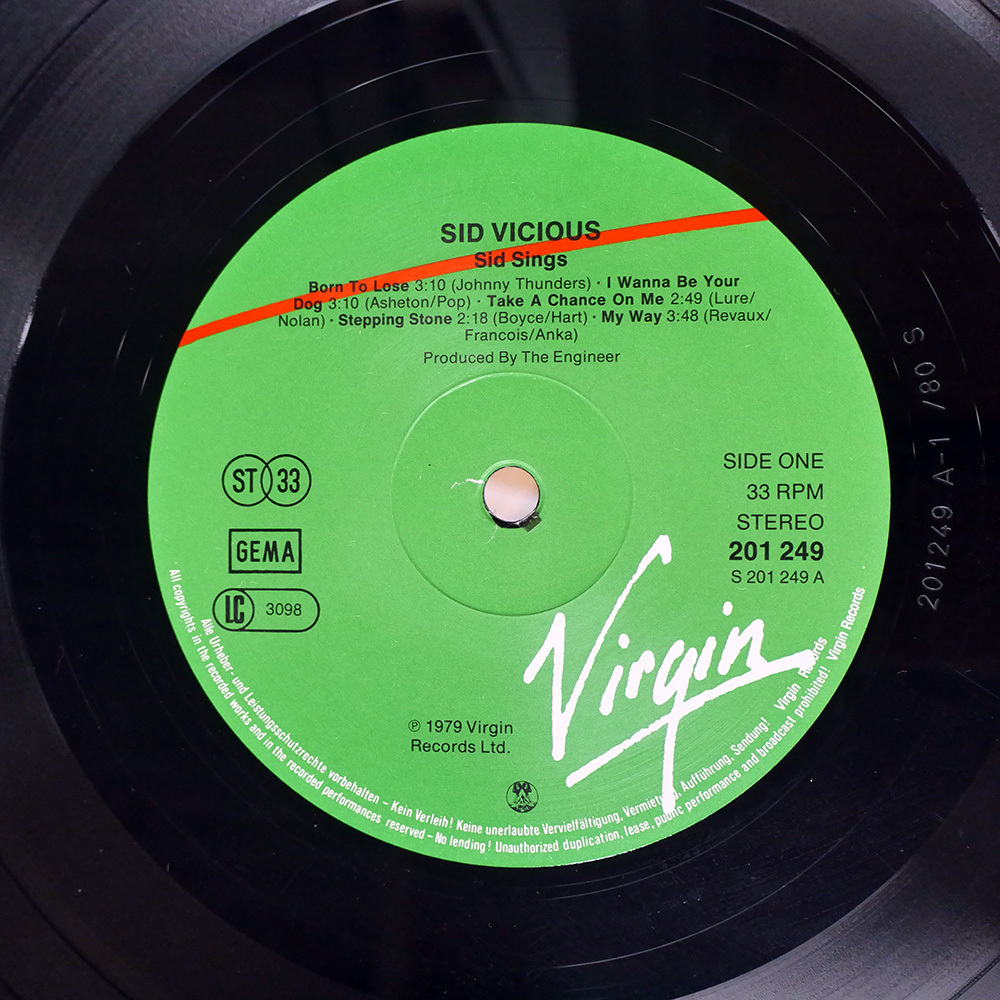 SID VICIOUS
Sid Sings
Born To Lose 3:10 (Johnny Thunders) · I Wanna Be Your
Dog 3:10 (Asheton/Pop) · Take A Chance On Me 2:49 (Lure/
Nolan) · Stepping Stone 2:18 (Boyce/Hart) · My Way 3:48 (Revaux/
Francois/Anka)
Produced By The Engineer
ST 33
GEMA
LC 3098
SIDE ONE
33 RPM
STEREO
201 249
S 201 249 A
Virgin
℗ 1979 Virgin
Records Ltd.
Alle Urheber- und Leistungsschutzrechte vorbehalten – Kein Verleih! Keine unerlaubte Vervielfältigung, Vermietung, Aufführung, Sendung! Virgin Records
· All copyrights in the recorded works and in the recorded performances reserved – No lending! Unauthorized duplication, lease, public performance and broadcast prohibited! Virgin Records
201249 A-1 /80 S